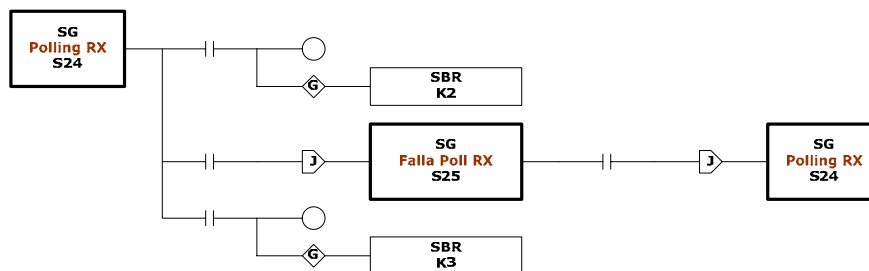 SG
Polling RX
S24
G
SBR
K2
J
SG
Falla Poll RX
S25
J
SG
Polling RX
S24
G
SBR
K3